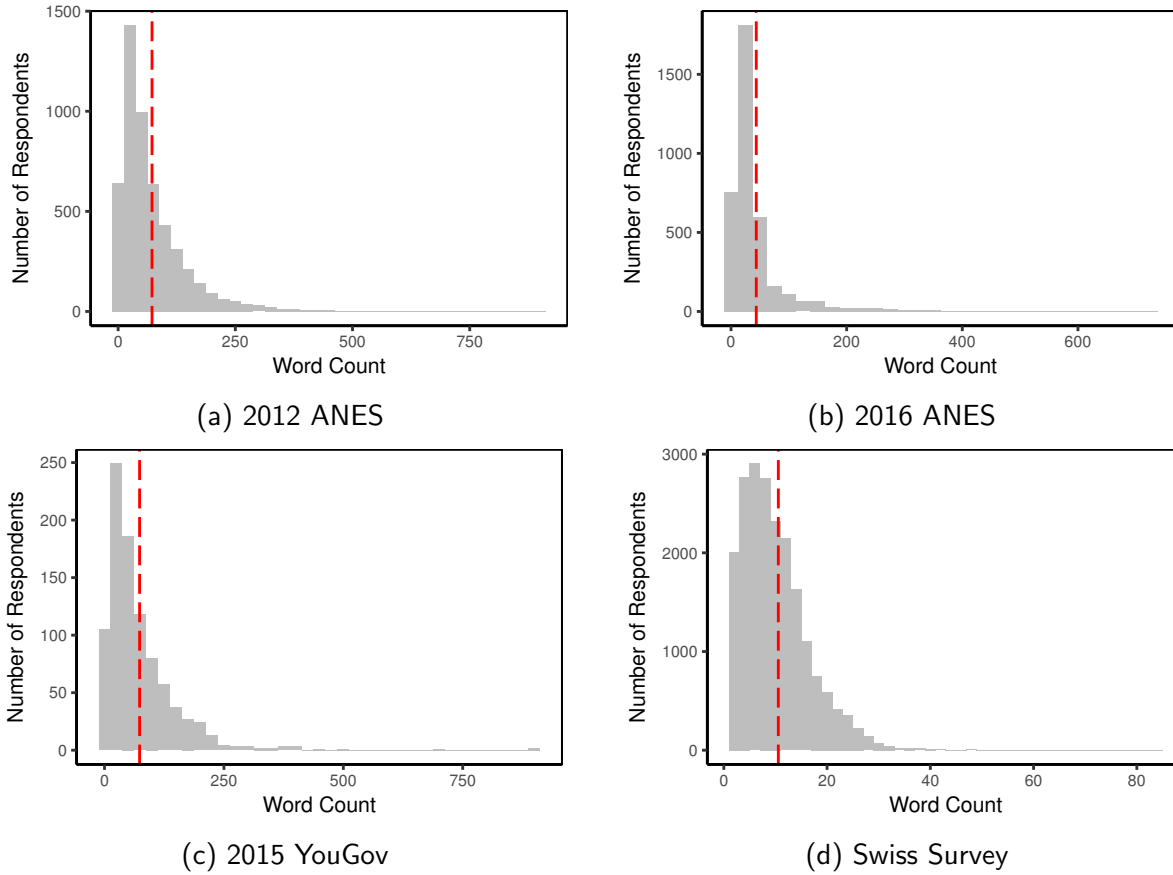 1500
1000
500
0
Number of Respondents
0 250 500 750
Word Count
(a) 2012 ANES
1500
1000
500
0
Number of Respondents
0 200 400 600
Word Count
(b) 2016 ANES
250
200
150
100
50
0
Number of Respondents
0 250 500 750
Word Count
(c) 2015 YouGov
3000
2000
1000
0
Number of Respondents
0 20 40 60 80
Word Count
(d) Swiss Survey